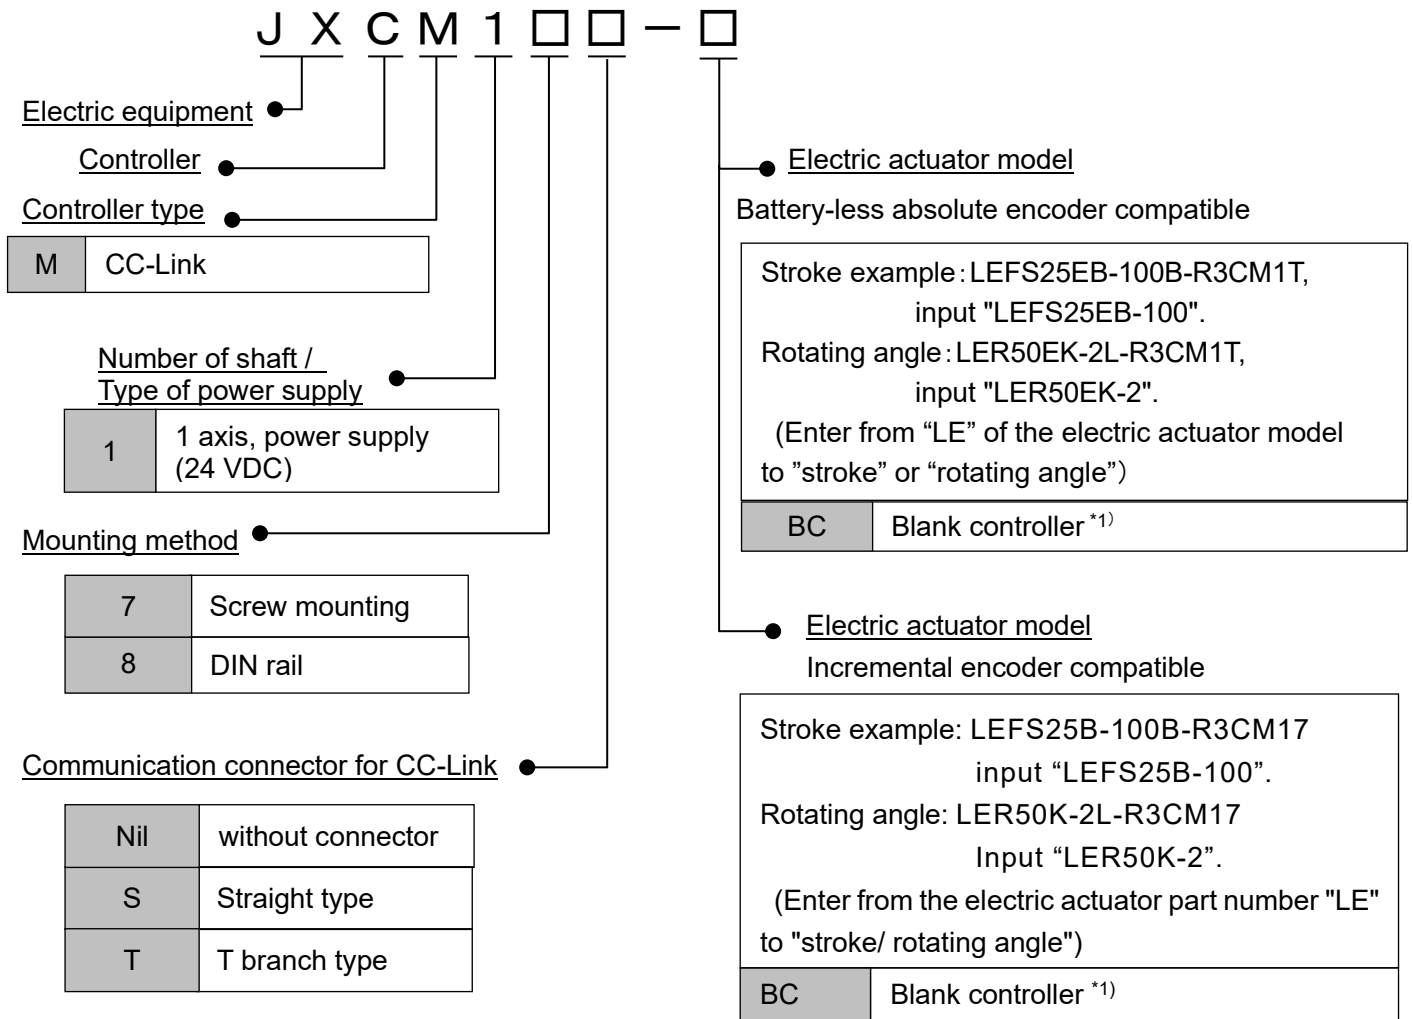 JXCM1□□－□
Electric equipment
Controller
Controller type
M CC-Link
Number of shaft /
Type of power supply
1 1 axis, power supply
(24 VDC)
Mounting method
7 Screw mounting
8 DIN rail
Communication connector for CC-Link
Nil without connector
S Straight type
T T branch type
Electric actuator model
Battery-less absolute encoder compatible
Stroke example：LEFS25EB-100B-R3CM1T,
input "LEFS25EB-100".
Rotating angle：LER50EK-2L-R3CM1T,
input "LER50EK-2".
(Enter from “LE” of the electric actuator model
to ”stroke” or “rotating angle”）
BC Blank controller *1）
Electric actuator model
Incremental encoder compatible
Stroke example: LEFS25B-100B-R3CM17
input “LEFS25B-100”.
Rotating angle: LER50K-2L-R3CM17
Input “LER50K-2”.
(Enter from the electric actuator part number "LE"
to "stroke/ rotating angle")
BC Blank controller *1)